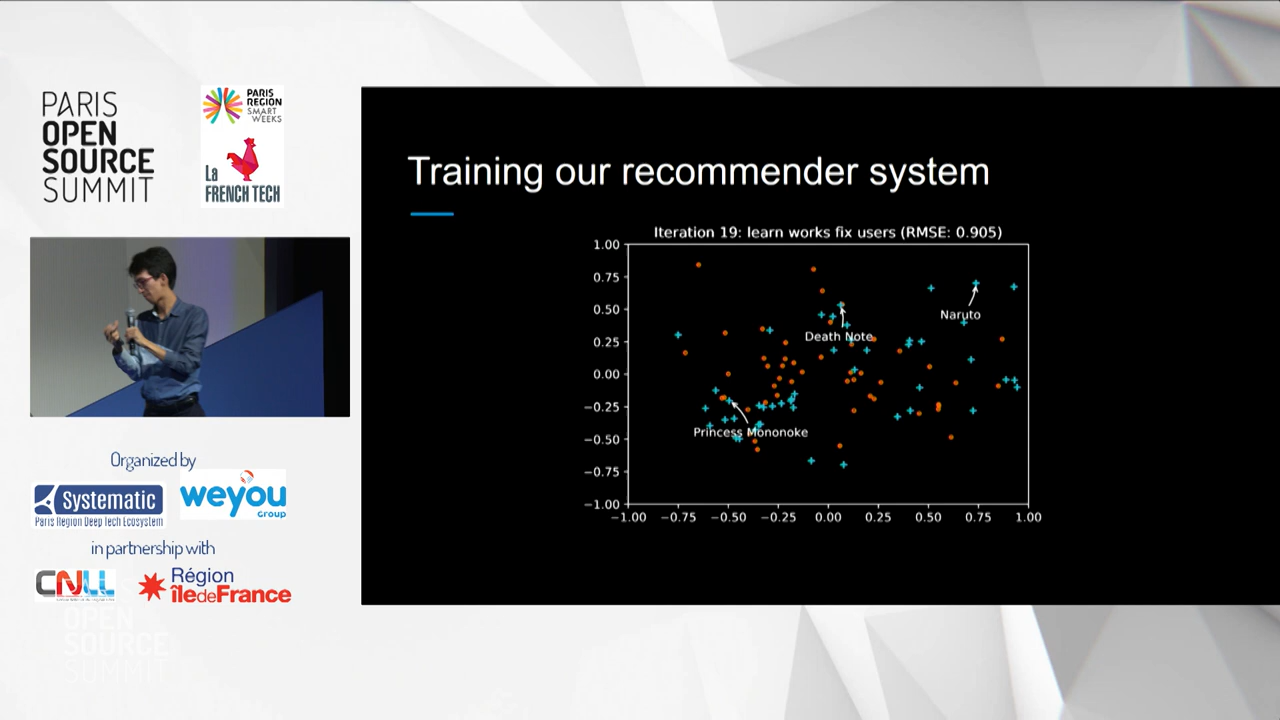 PARIS
OPEN
SOURCE
SUMMIT
PARIS
REGION
SMART
WEEKS
La
FRENCH TECH
Training our recommender system
Iteration 19: learn works fix users (RMSE: 0.905)
1.00
0.75
0.50
0.25
0.00
−0.25
−0.50
−0.75
−1.00
Naruto
Death Note
Princess Mononoke
−1.00 −0.75 −0.50 −0.25 0.00 0.25 0.50 0.75 1.00
Organized by
Systematic
Paris Region Deep Tech Ecosystem
weyou
Group
in partnership with
CNLL
Région
îledeFrance
OPEN
SOURCE
SUMMIT